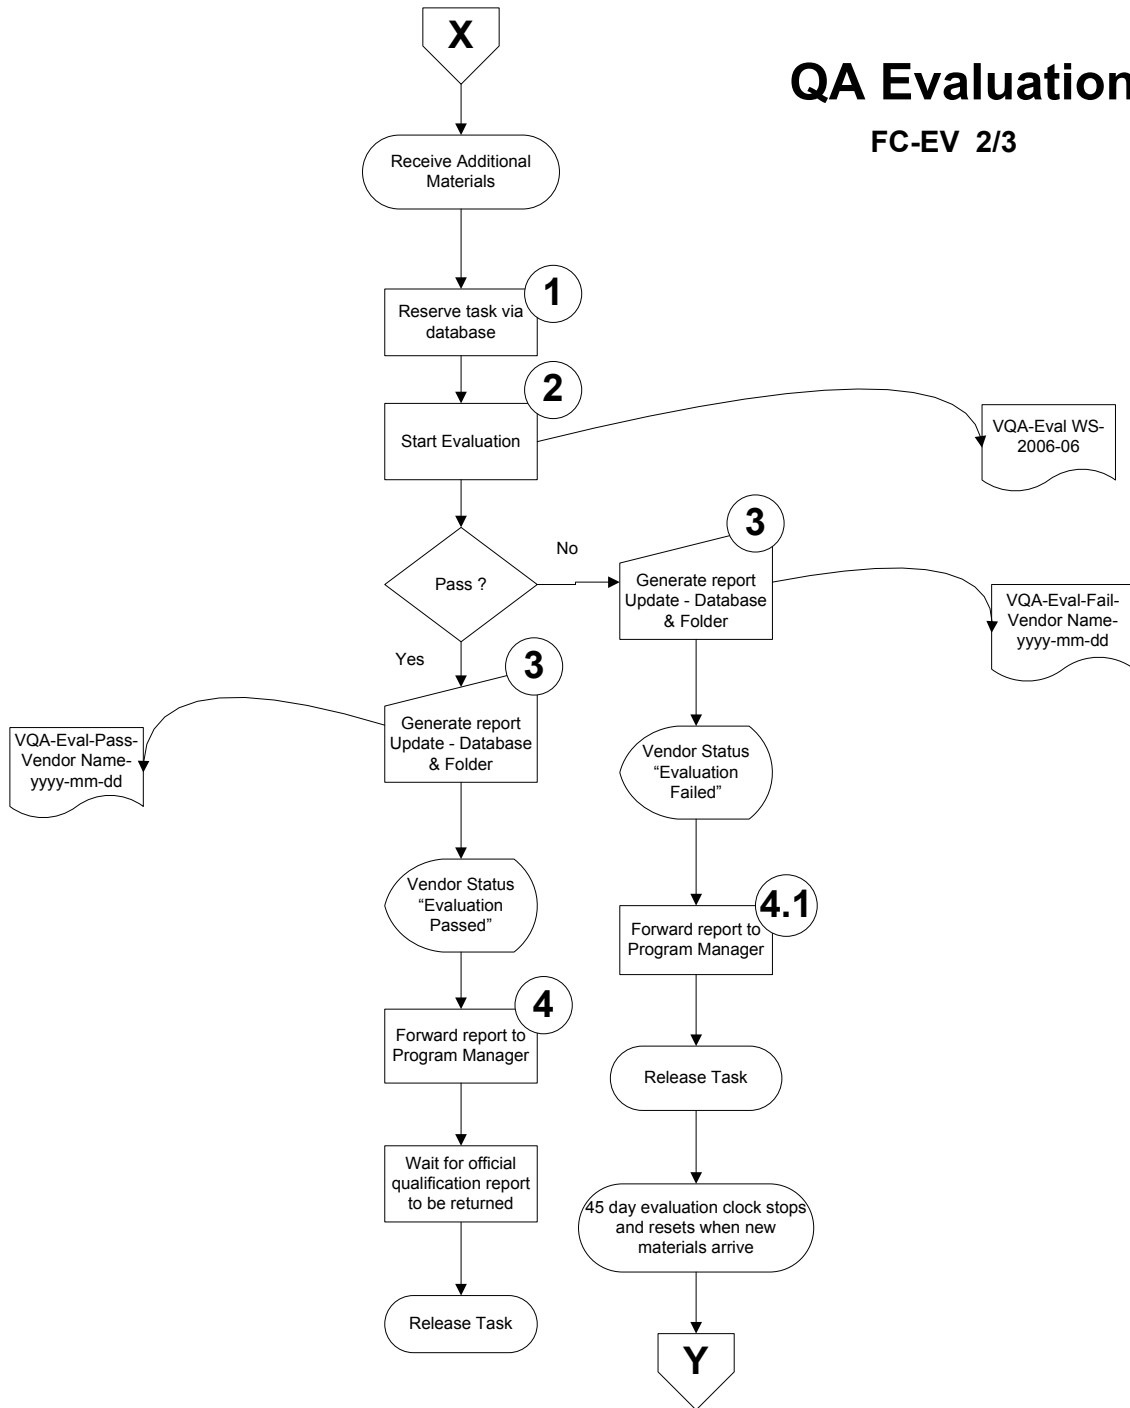 X
QA Evaluation
FC-EV 2/3
Receive Additional
Materials
1
Reserve task via
database
2
Start Evaluation
VQA-Eval WS-
2006-06
Pass ?
No
3
Generate report
Update - Database
& Folder
VQA-Eval-Fail-
Vendor Name-
yyyy-mm-dd
Yes
3
Generate report
Update - Database
& Folder
VQA-Eval-Pass-
Vendor Name-
yyyy-mm-dd
Vendor Status
“Evaluation
Failed”
Vendor Status
“Evaluation
Passed”
4.1
Forward report to
Program Manager
4
Forward report to
Program Manager
Release Task
Wait for official
qualification report
to be returned
45 day evaluation clock stops
and resets when new
materials arrive
Release Task
Y